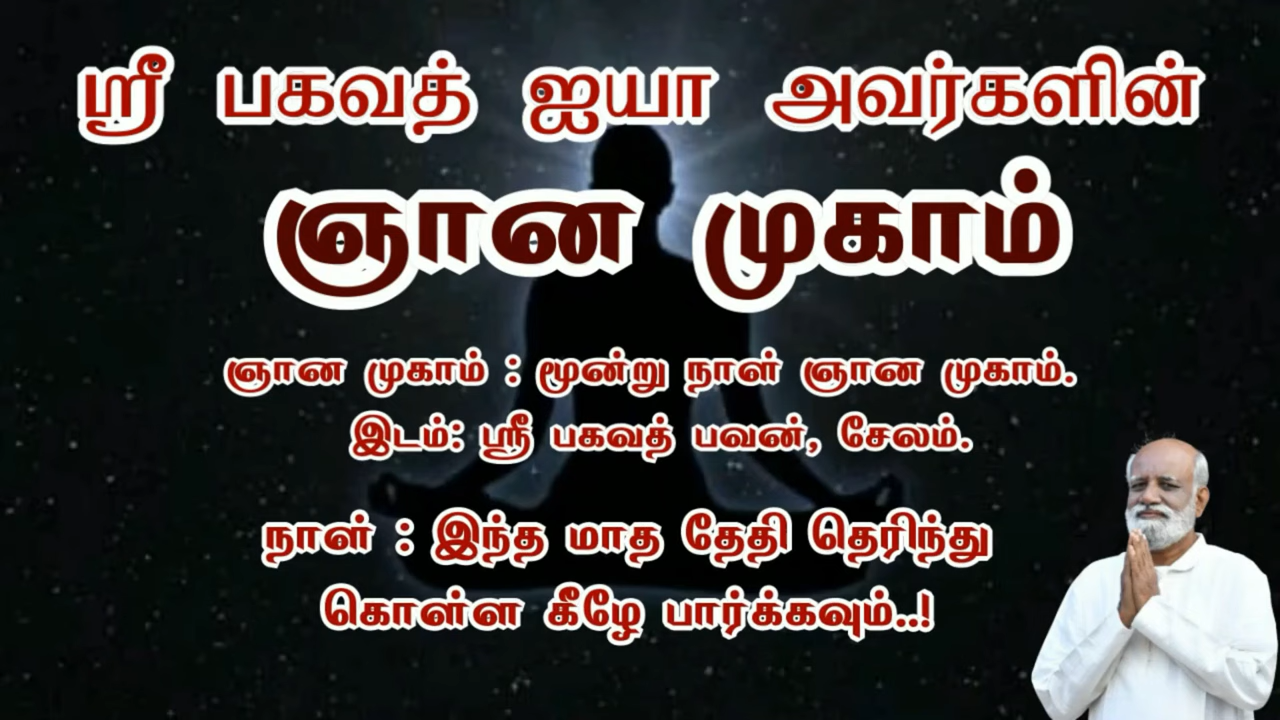 ஸ்ரீ பகவத் ஐயா அவர்களின்
ஞான முகாம்
ஞான முகாம் : மூன்று நாள் ஞான முகாம்.
இடம்: ஸ்ரீ பகவத் பவன், சேலம்.
நாள் : இந்த மாத தேதி தெரிந்து
கொள்ள கீழே பார்க்கவும்..!